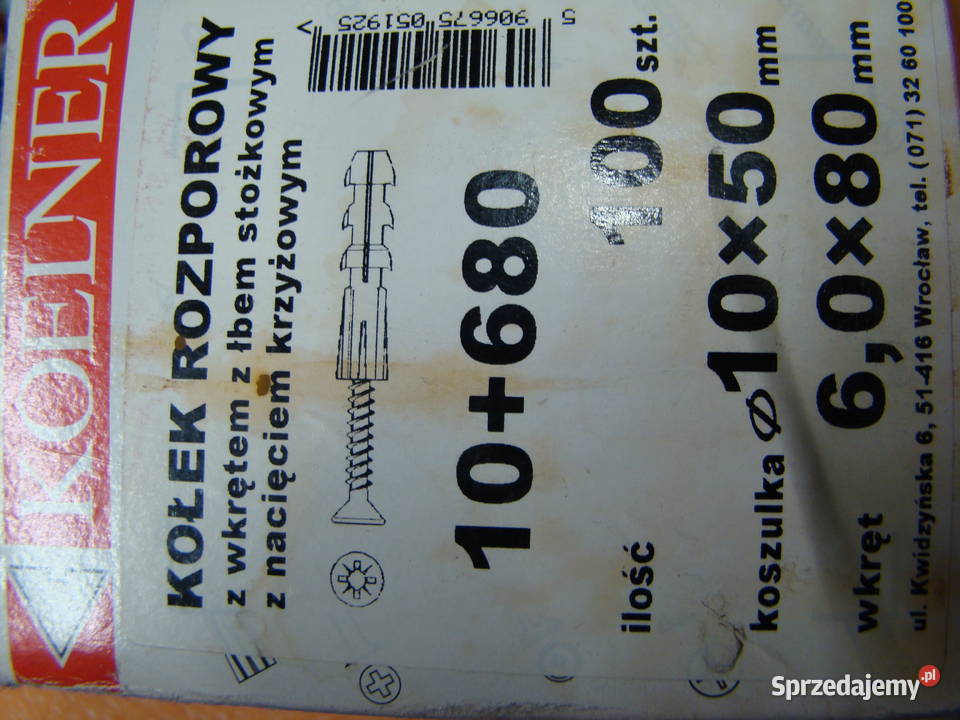 KOELNER
KOŁEK ROZPOROWY
z wkrętem z łbem stożkowym
z nacięciem krzyżowym
5 906675 051925 >
10+680
ilość 100 szt.
koszulka ø10×50 mm
wkręt 6,0×80 mm
ul. Kwidzyńska 6, 51-416 Wrocław, tel. (071) 32 60 100
Sprzedajemy.pl